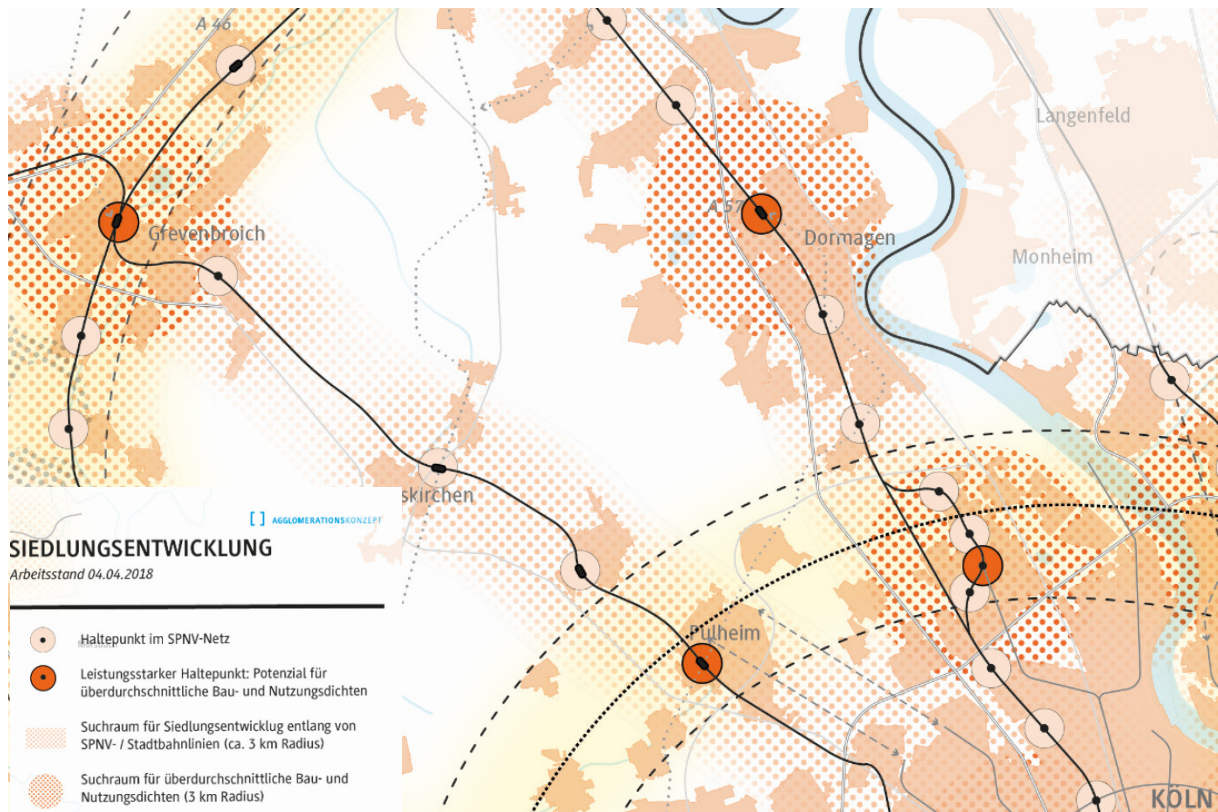 A 46
Langenfeld
A 57
Grevenbroich
Dormagen
Monheim
skirchen
[ ] AGGLOMERATIONSKONZEPT
SIEDLUNGSENTWICKLUNG
Arbeitsstand 04.04.2018
Pulheim
Haltepunkt im SPNV-Netz
Leistungsstarker Haltepunkt: Potenzial für
überdurchschnittliche Bau- und Nutzungsdichten
Suchraum für Siedlungsentwicklug entlang von
SPNV- / Stadtbahnlinien (ca. 3 km Radius)
Suchraum für überdurchschnittliche Bau- und
Nutzungsdichten (3 km Radius)
KÖLN